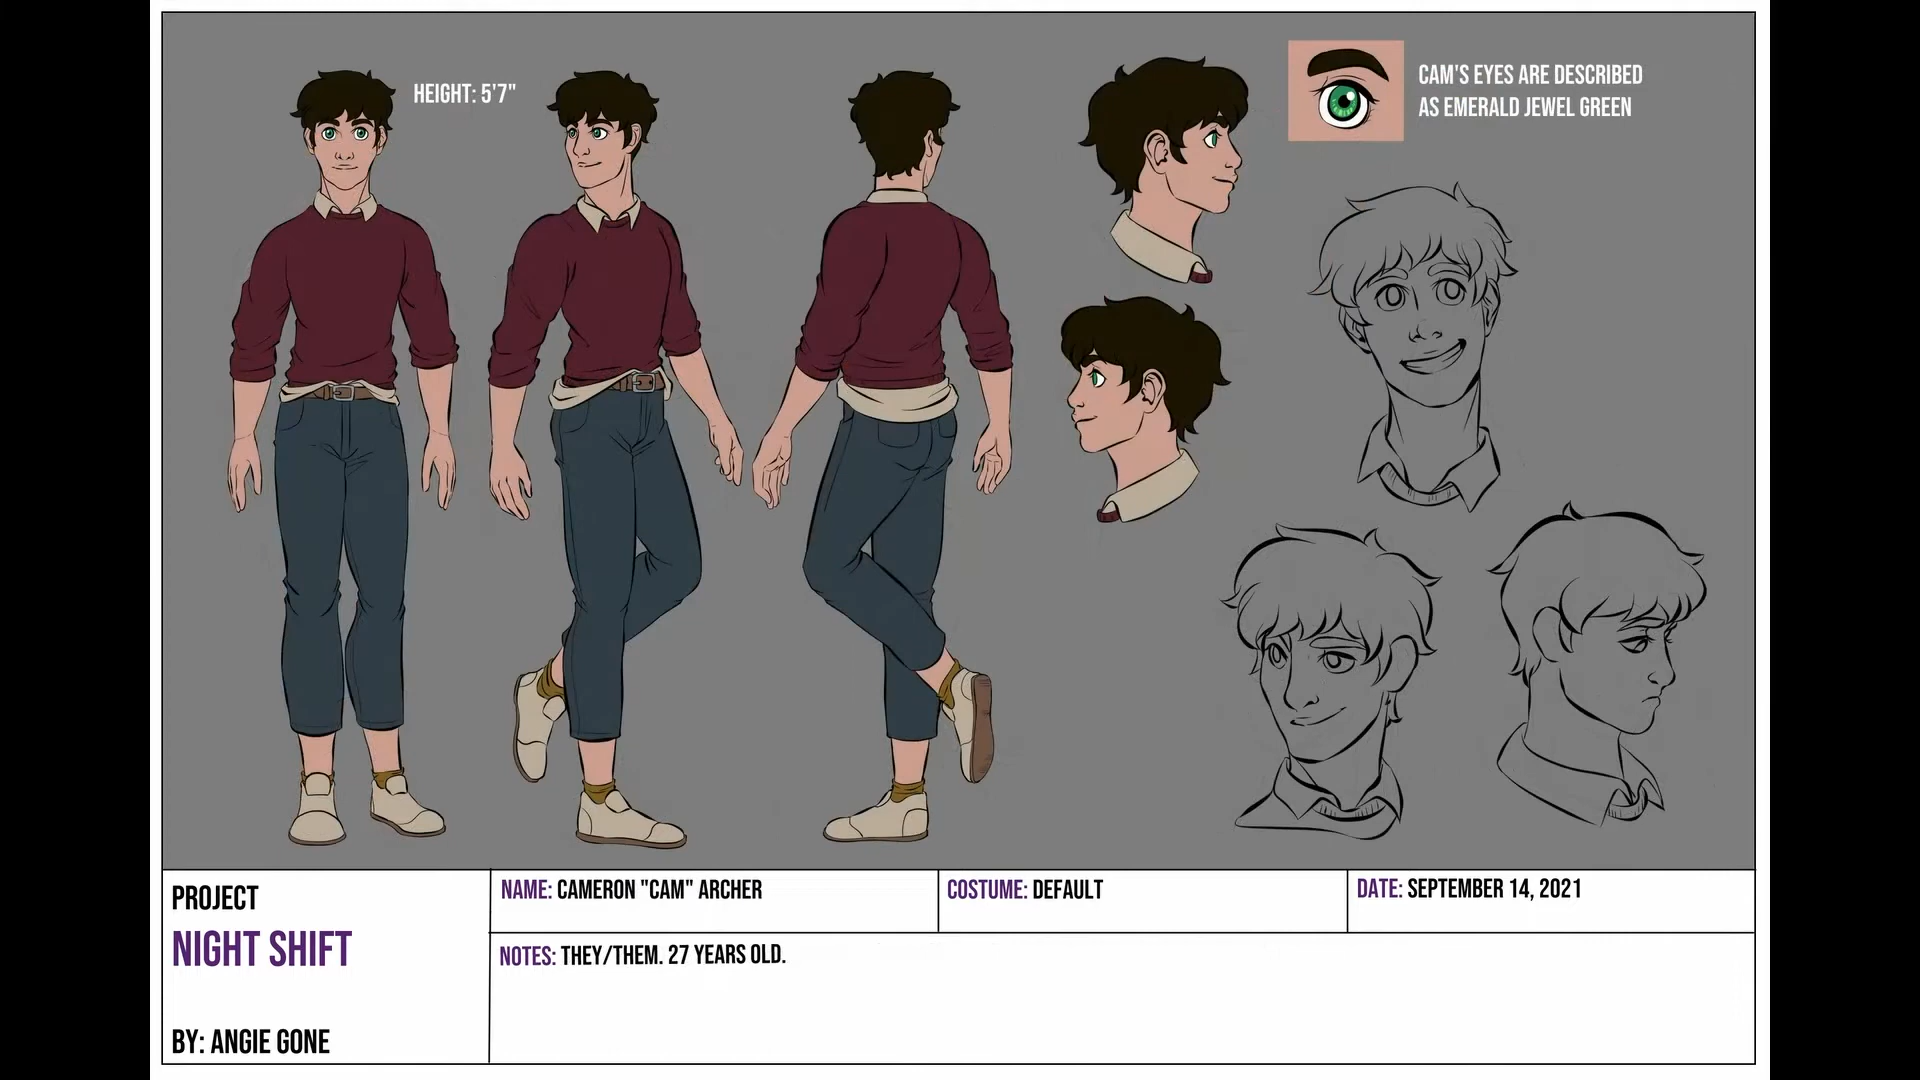 HEIGHT: 5'7"
CAM'S EYES ARE DESCRIBED
AS EMERALD JEWEL GREEN
PROJECT
NIGHT SHIFT
BY: ANGIE GONE
NAME: CAMERON "CAM" ARCHER
COSTUME: DEFAULT
DATE: SEPTEMBER 14, 2021
NOTES: THEY/THEM. 27 YEARS OLD.